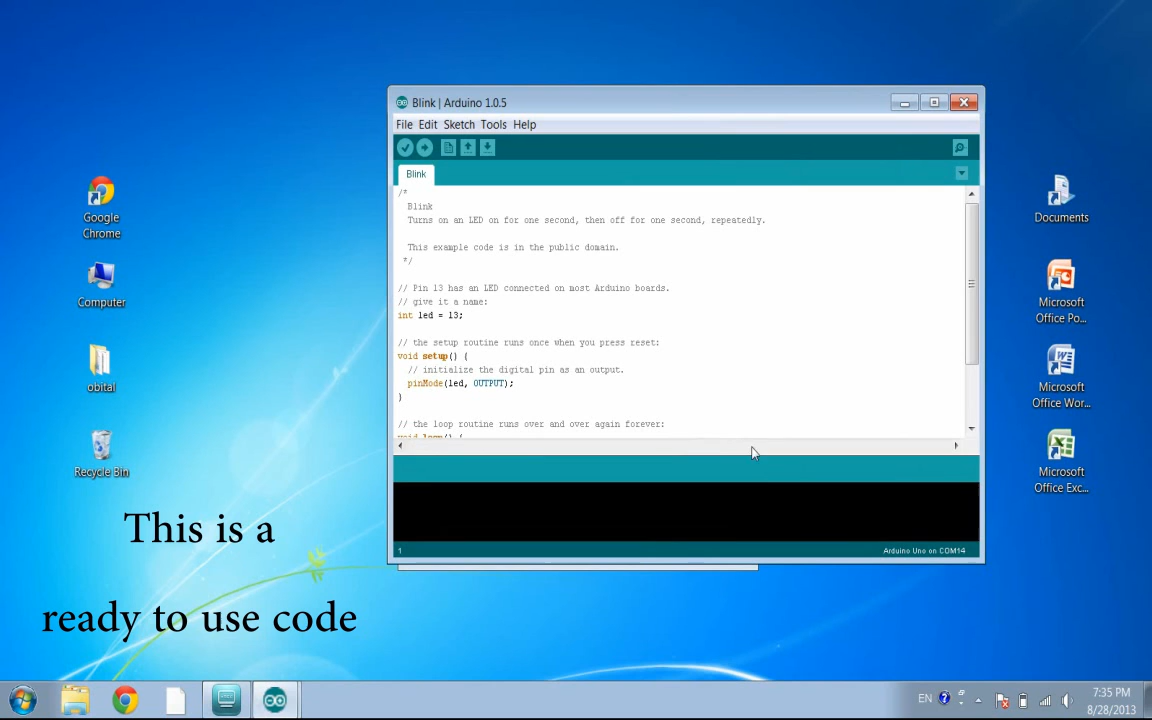 Blink | Arduino 1.0.5
File Edit Sketch Tools Help
Blink
/*
Blink
Turns on an LED on for one second, then off for one second, repeatedly.
This example code is in the public domain.
*/
// Pin 13 has an LED connected on most Arduino boards.
// give it a name:
int led = 13;
// the setup routine runs once when you press reset:
void setup() {
// initialize the digital pin as an output.
pinMode(led, OUTPUT);
}
// the loop routine runs over and over again forever:
void loop() {
1
Arduino Uno on COM14
Google
Chrome
Computer
obital
Recycle Bin
Documents
Microsoft
Office Po...
Microsoft
Office Wor...
Microsoft
Office Exc...
This is a
ready to use code
EN
7:35 PM
8/28/2013